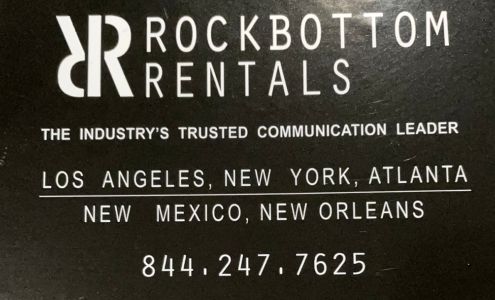 RR ROCKBOTTOM
RENTALS
THE INDUSTRY'S TRUSTED COMMUNICATION LEADER
LOS ANGELES, NEW YORK, ATLANTA
NEW MEXICO, NEW ORLEANS
844.247.7625